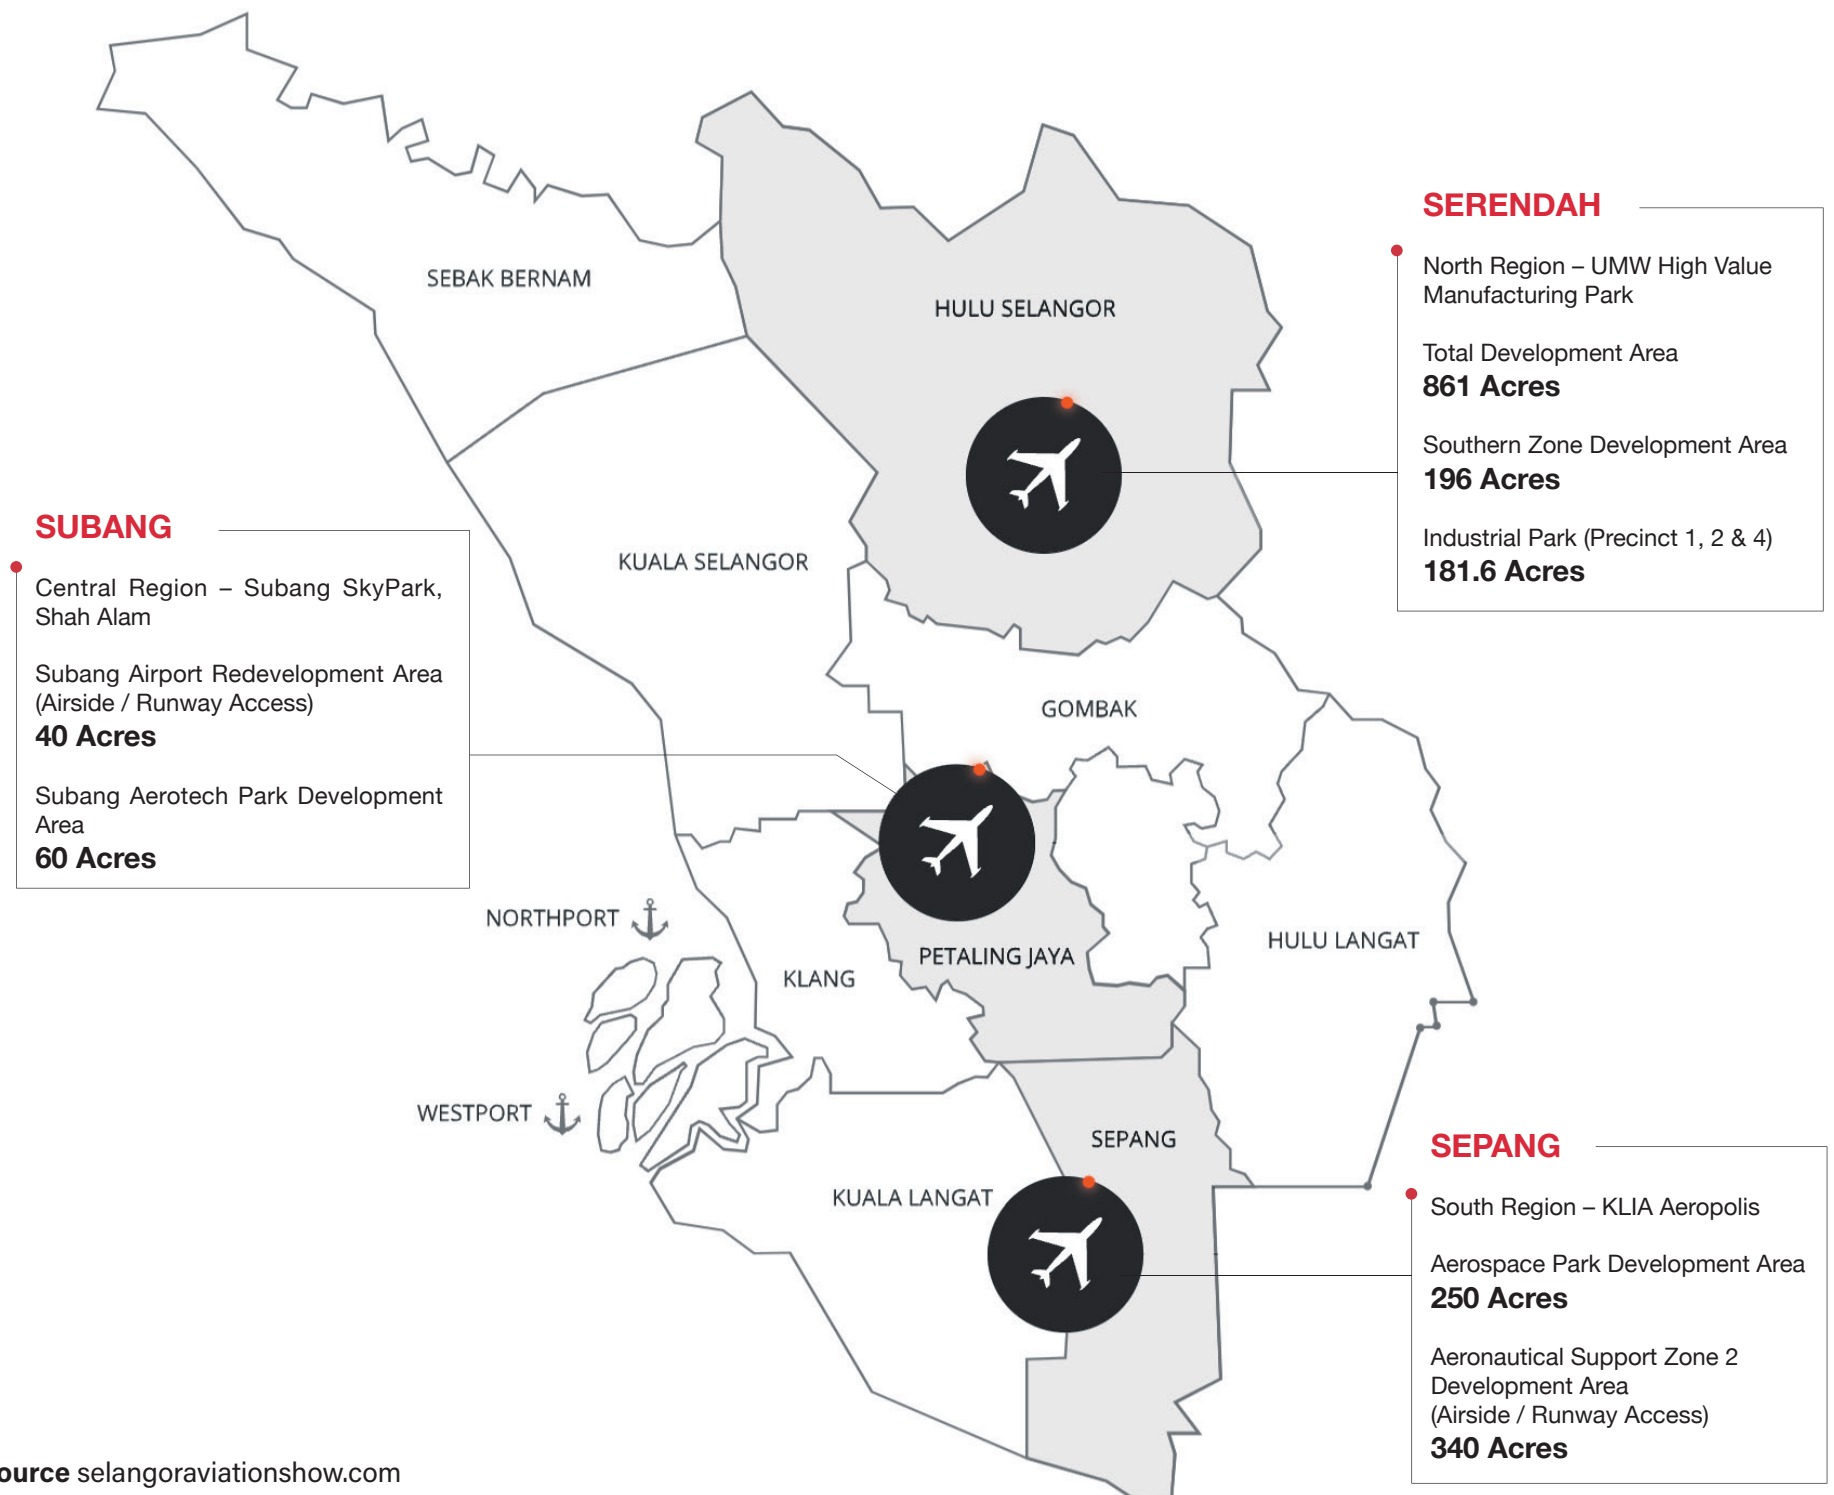 SERENDAH
North Region – UMW High Value
Manufacturing Park
Total Development Area
861 Acres
Southern Zone Development Area
196 Acres
Industrial Park (Precinct 1, 2 & 4)
181.6 Acres
SEBAK BERNAM
HULU SELANGOR
SUBANG
Central Region – Subang SkyPark,
Shah Alam
Subang Airport Redevelopment Area
(Airside / Runway Access)
40 Acres
Subang Aerotech Park Development
Area
60 Acres
KUALA SELANGOR
GOMBAK
NORTHPORT
KLANG
PETALING JAYA
HULU LANGAT
WESTPORT
SEPANG
KUALA LANGAT
SEPANG
South Region – KLIA Aeropolis
Aerospace Park Development Area
250 Acres
Aeronautical Support Zone 2
Development Area
(Airside / Runway Access)
340 Acres
ource selangoraviationshow.com